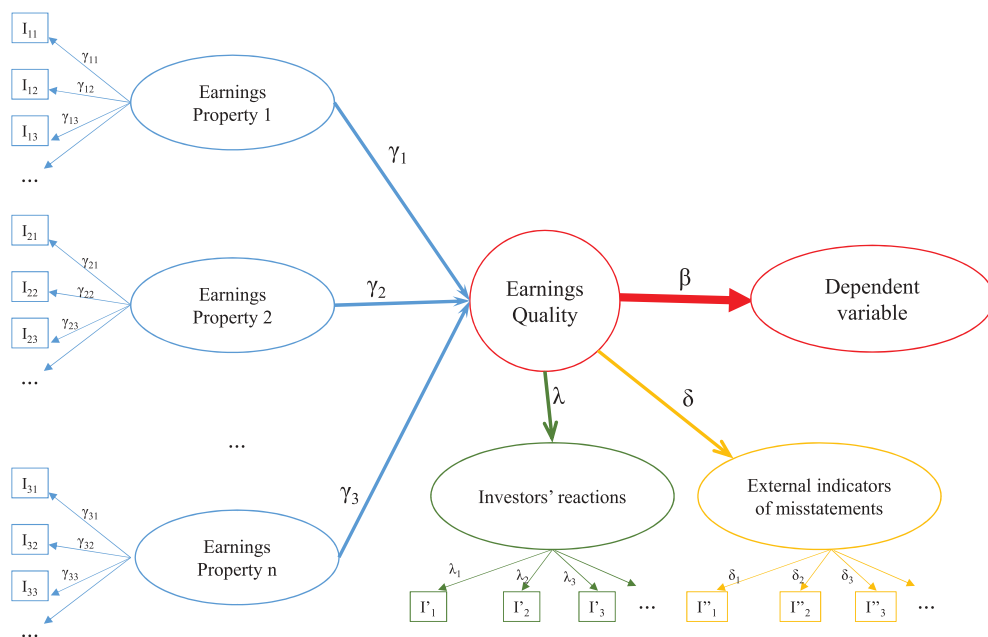 I₁₁
γ₁₁
I₁₂
γ₁₂
I₁₃
γ₁₃
...
Earnings
Property 1
γ₁
I₂₁
γ₂₁
I₂₂
γ₂₂
I₂₃
γ₂₃
...
Earnings
Property 2
γ₂
...
I₃₁
γ₃₁
I₃₂
γ₃₂
I₃₃
γ₃₃
...
Earnings
Property n
γ₃
Earnings
Quality
β
Dependent
variable
λ
δ
Investors’ reactions
λ₁
λ₂
λ₃
I’₁
I’₂
I’₃
...
External indicators
of misstatements
δ₁
δ₂
δ₃
I”₁
I”₂
I”₃
...